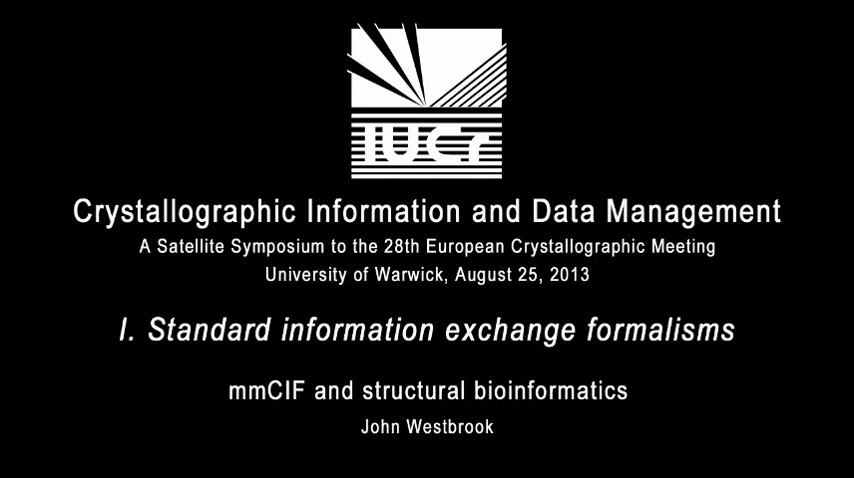 IUCr
Crystallographic Information and Data Management
A Satellite Symposium to the 28th European Crystallographic Meeting
University of Warwick, August 25, 2013
I. Standard information exchange formalisms
mmCIF and structural bioinformatics
John Westbrook